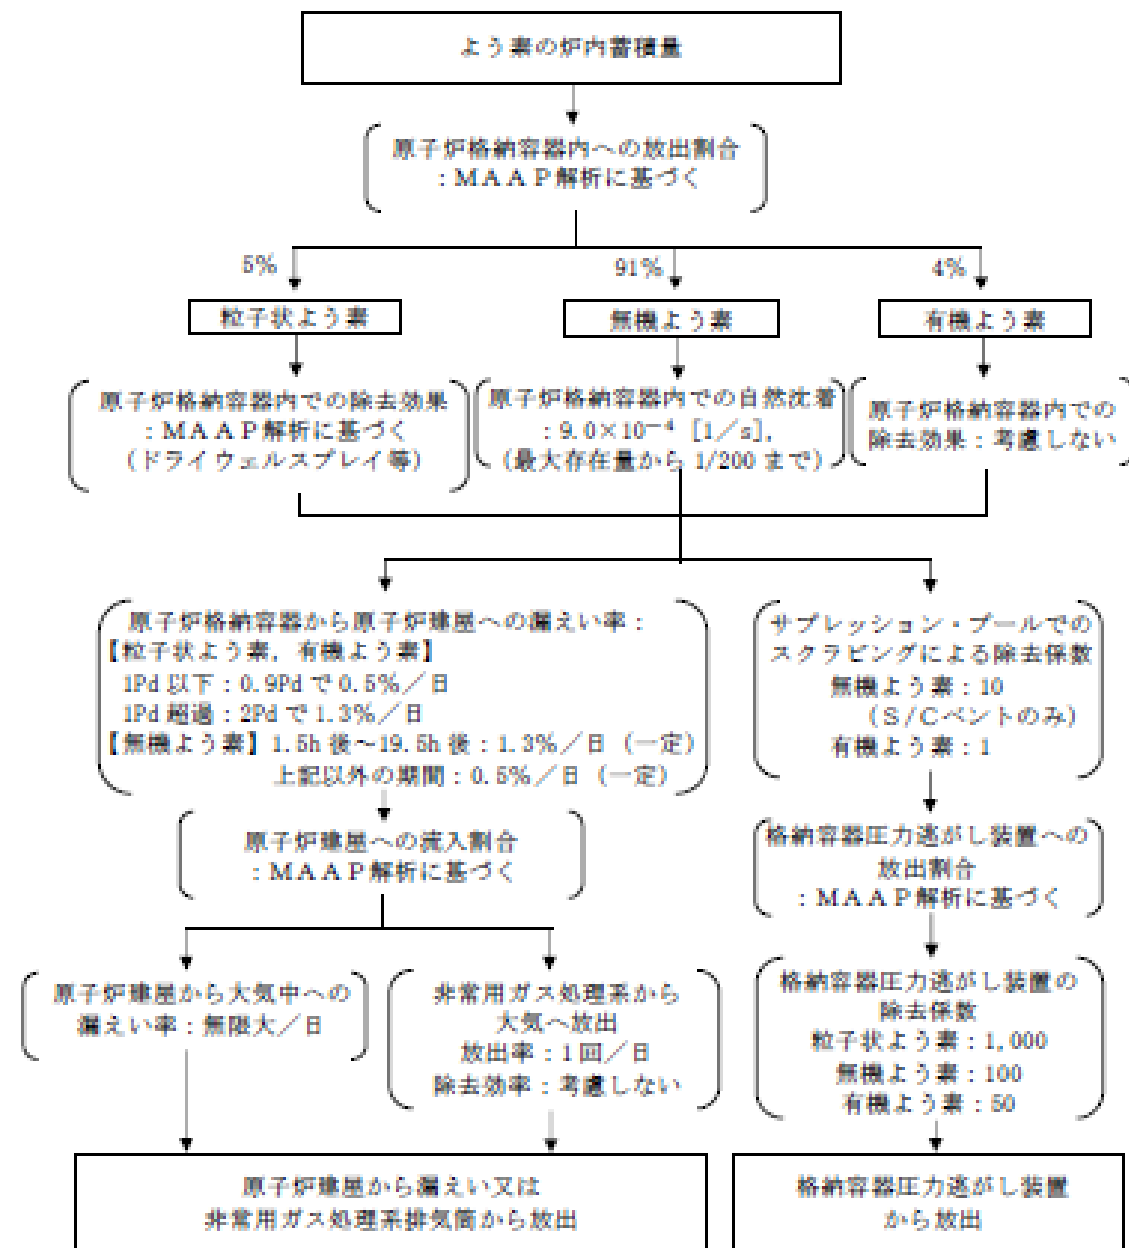 よう素の炉内蓄積量
原子炉格納容器内への放出割合
:MAAP解析に基づく
5%
91%
4%
粒子状よう素
無機よう素
有機よう素
原子炉格納容器内での除去効果
:MAAP解析に基づく
(ドライウェルスプレイ等)
原子炉格納容器内での自然沈着
:9.0×10⁻⁴ [1/s],
(最大存在量から 1/200 まで)
原子炉格納容器内での
除去効果:考慮しない
原子炉格納容器から原子炉建屋への漏えい率:
【粒子状よう素,有機よう素】
1Pd 以下:0.9Pd で 0.5%/日
1Pd 超過:2Pd で 1.3%/日
【無機よう素】1.5h 後~19.5h 後:1.3%/日 (一定)
上記以外の期間:0.5%/日 (一定)
サプレッション・プールでの
スクラビングによる除去係数
無機よう素:10
(S/Cベントのみ)
有機よう素:1
原子炉建屋への流入割合
:MAAP解析に基づく
格納容器圧力逃がし装置への
放出割合
:MAAP解析に基づく
原子炉建屋から大気中への
漏えい率:無限大/日
非常用ガス処理系から
大気へ放出
放出率:1回/日
除去効率:考慮しない
格納容器圧力逃がし装置の
除去係数
粒子状よう素:1,000
無機よう素:100
有機よう素:50
原子炉建屋から漏えい又は
非常用ガス処理系排気筒から放出
格納容器圧力逃がし装置
から放出